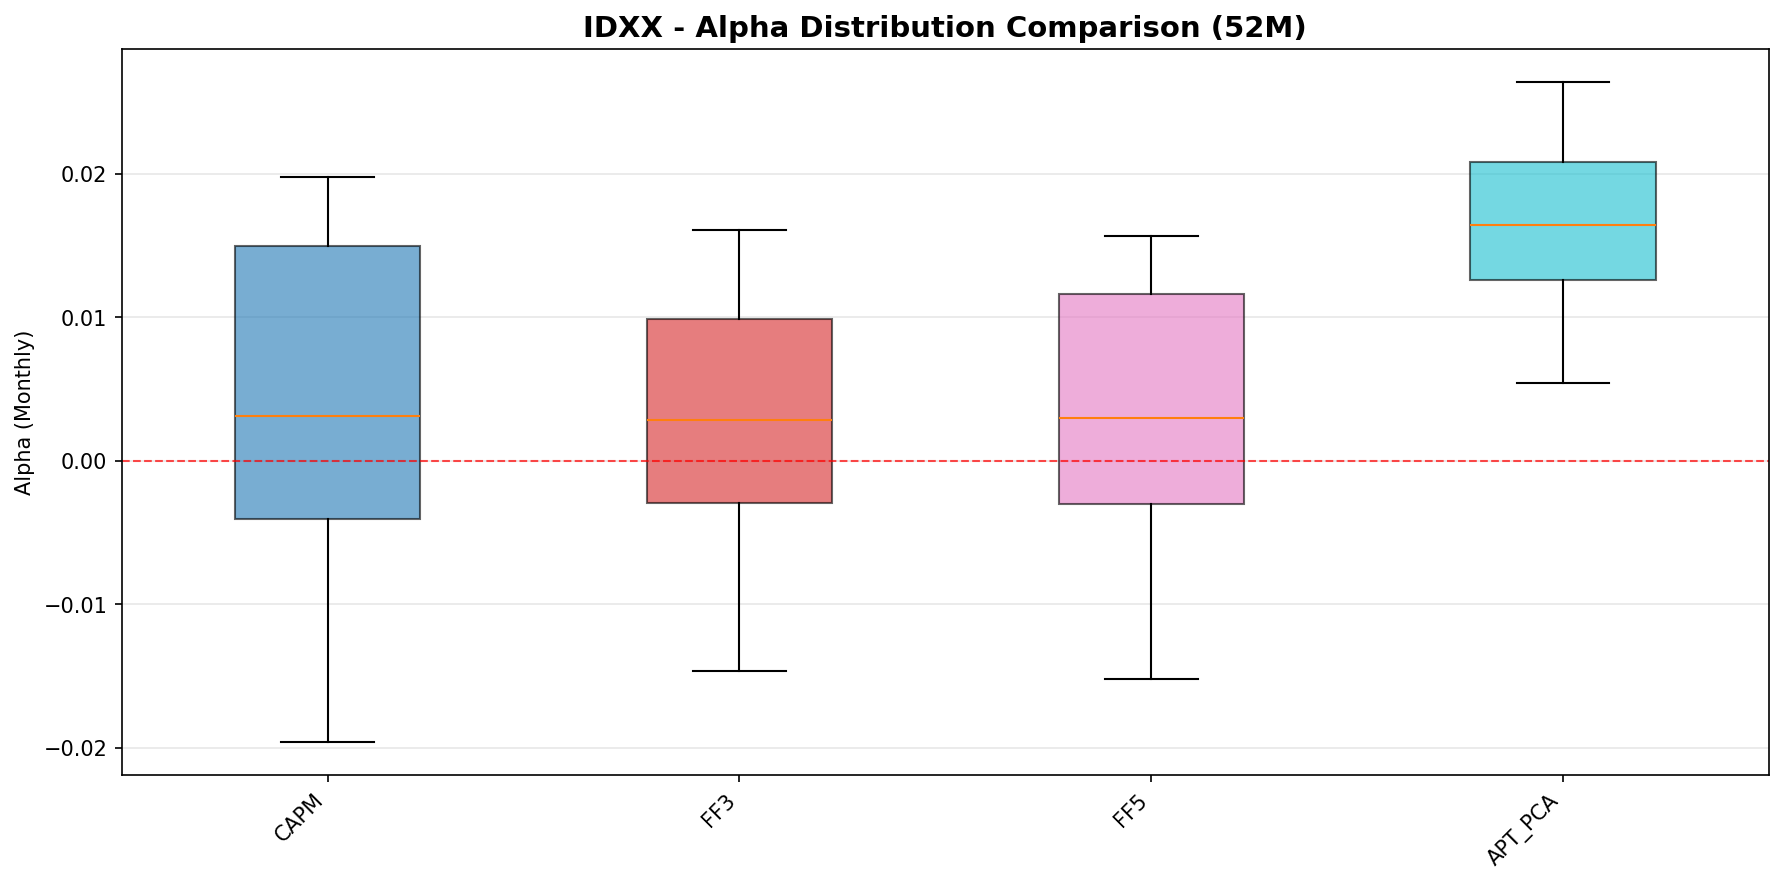 IDXX - Alpha Distribution Comparison (52M)
Alpha (Monthly)
0.02
0.01
0.00
−0.01
−0.02
CAPM
FF3
FF5
APT_PCA